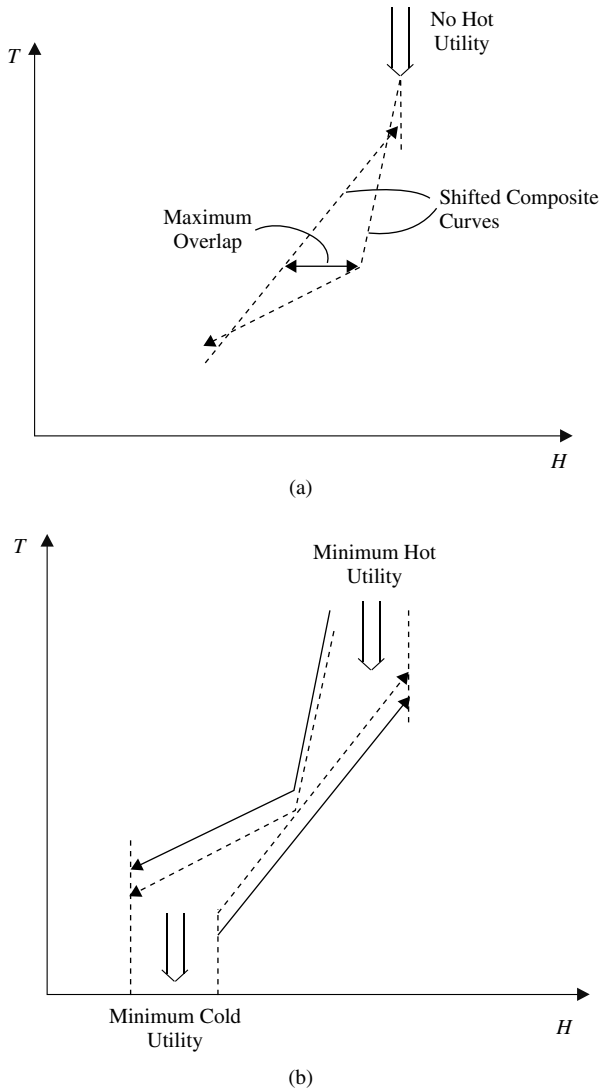 No Hot
Utility
T
Shifted Composite
Curves
Maximum
Overlap
H
(a)
T
Minimum Hot
Utility
Minimum Cold
Utility
H
(b)